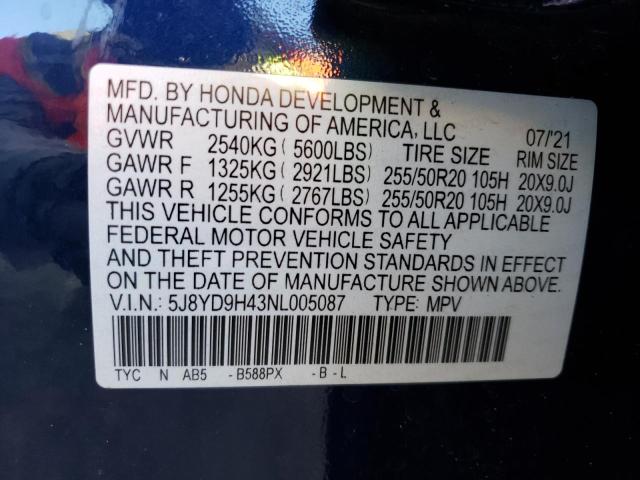 MFD. BY HONDA DEVELOPMENT &
MANUFACTURING OF AMERICA, LLC 07/'21
GVWR 2540KG ( 5600LBS) TIRE SIZE RIM SIZE
GAWR F 1325KG ( 2921LBS) 255/50R20 105H 20X9.0J
GAWR R 1255KG ( 2767LBS) 255/50R20 105H 20X9.0J
THIS VEHICLE CONFORMS TO ALL APPLICABLE
FEDERAL MOTOR VEHICLE SAFETY
AND THEFT PREVENTION STANDARDS IN EFFECT
ON THE DATE OF MANUFACTURE SHOWN ABOVE.
V.I.N.: 5J8YD9H43NL005087 TYPE: MPV
TYC N AB5 -B588PX -B-L